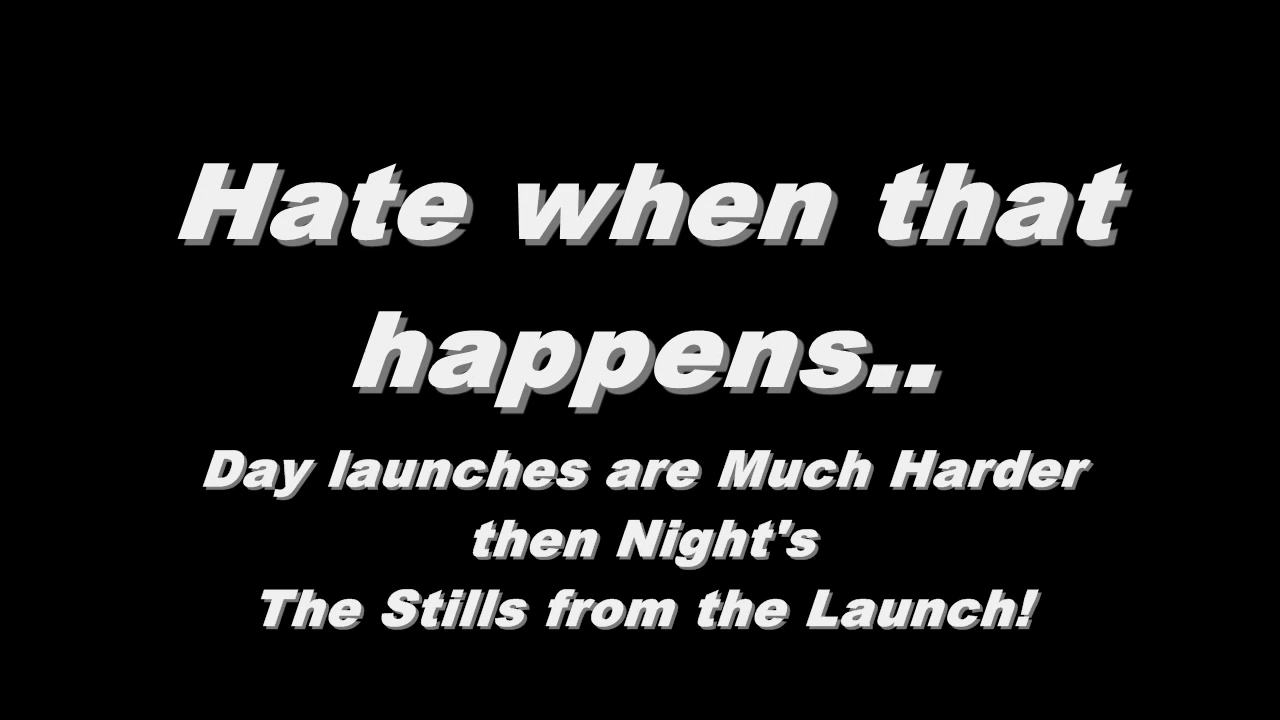 Hate when that
happens..
Day launches are Much Harder
then Night's
The Stills from the Launch!